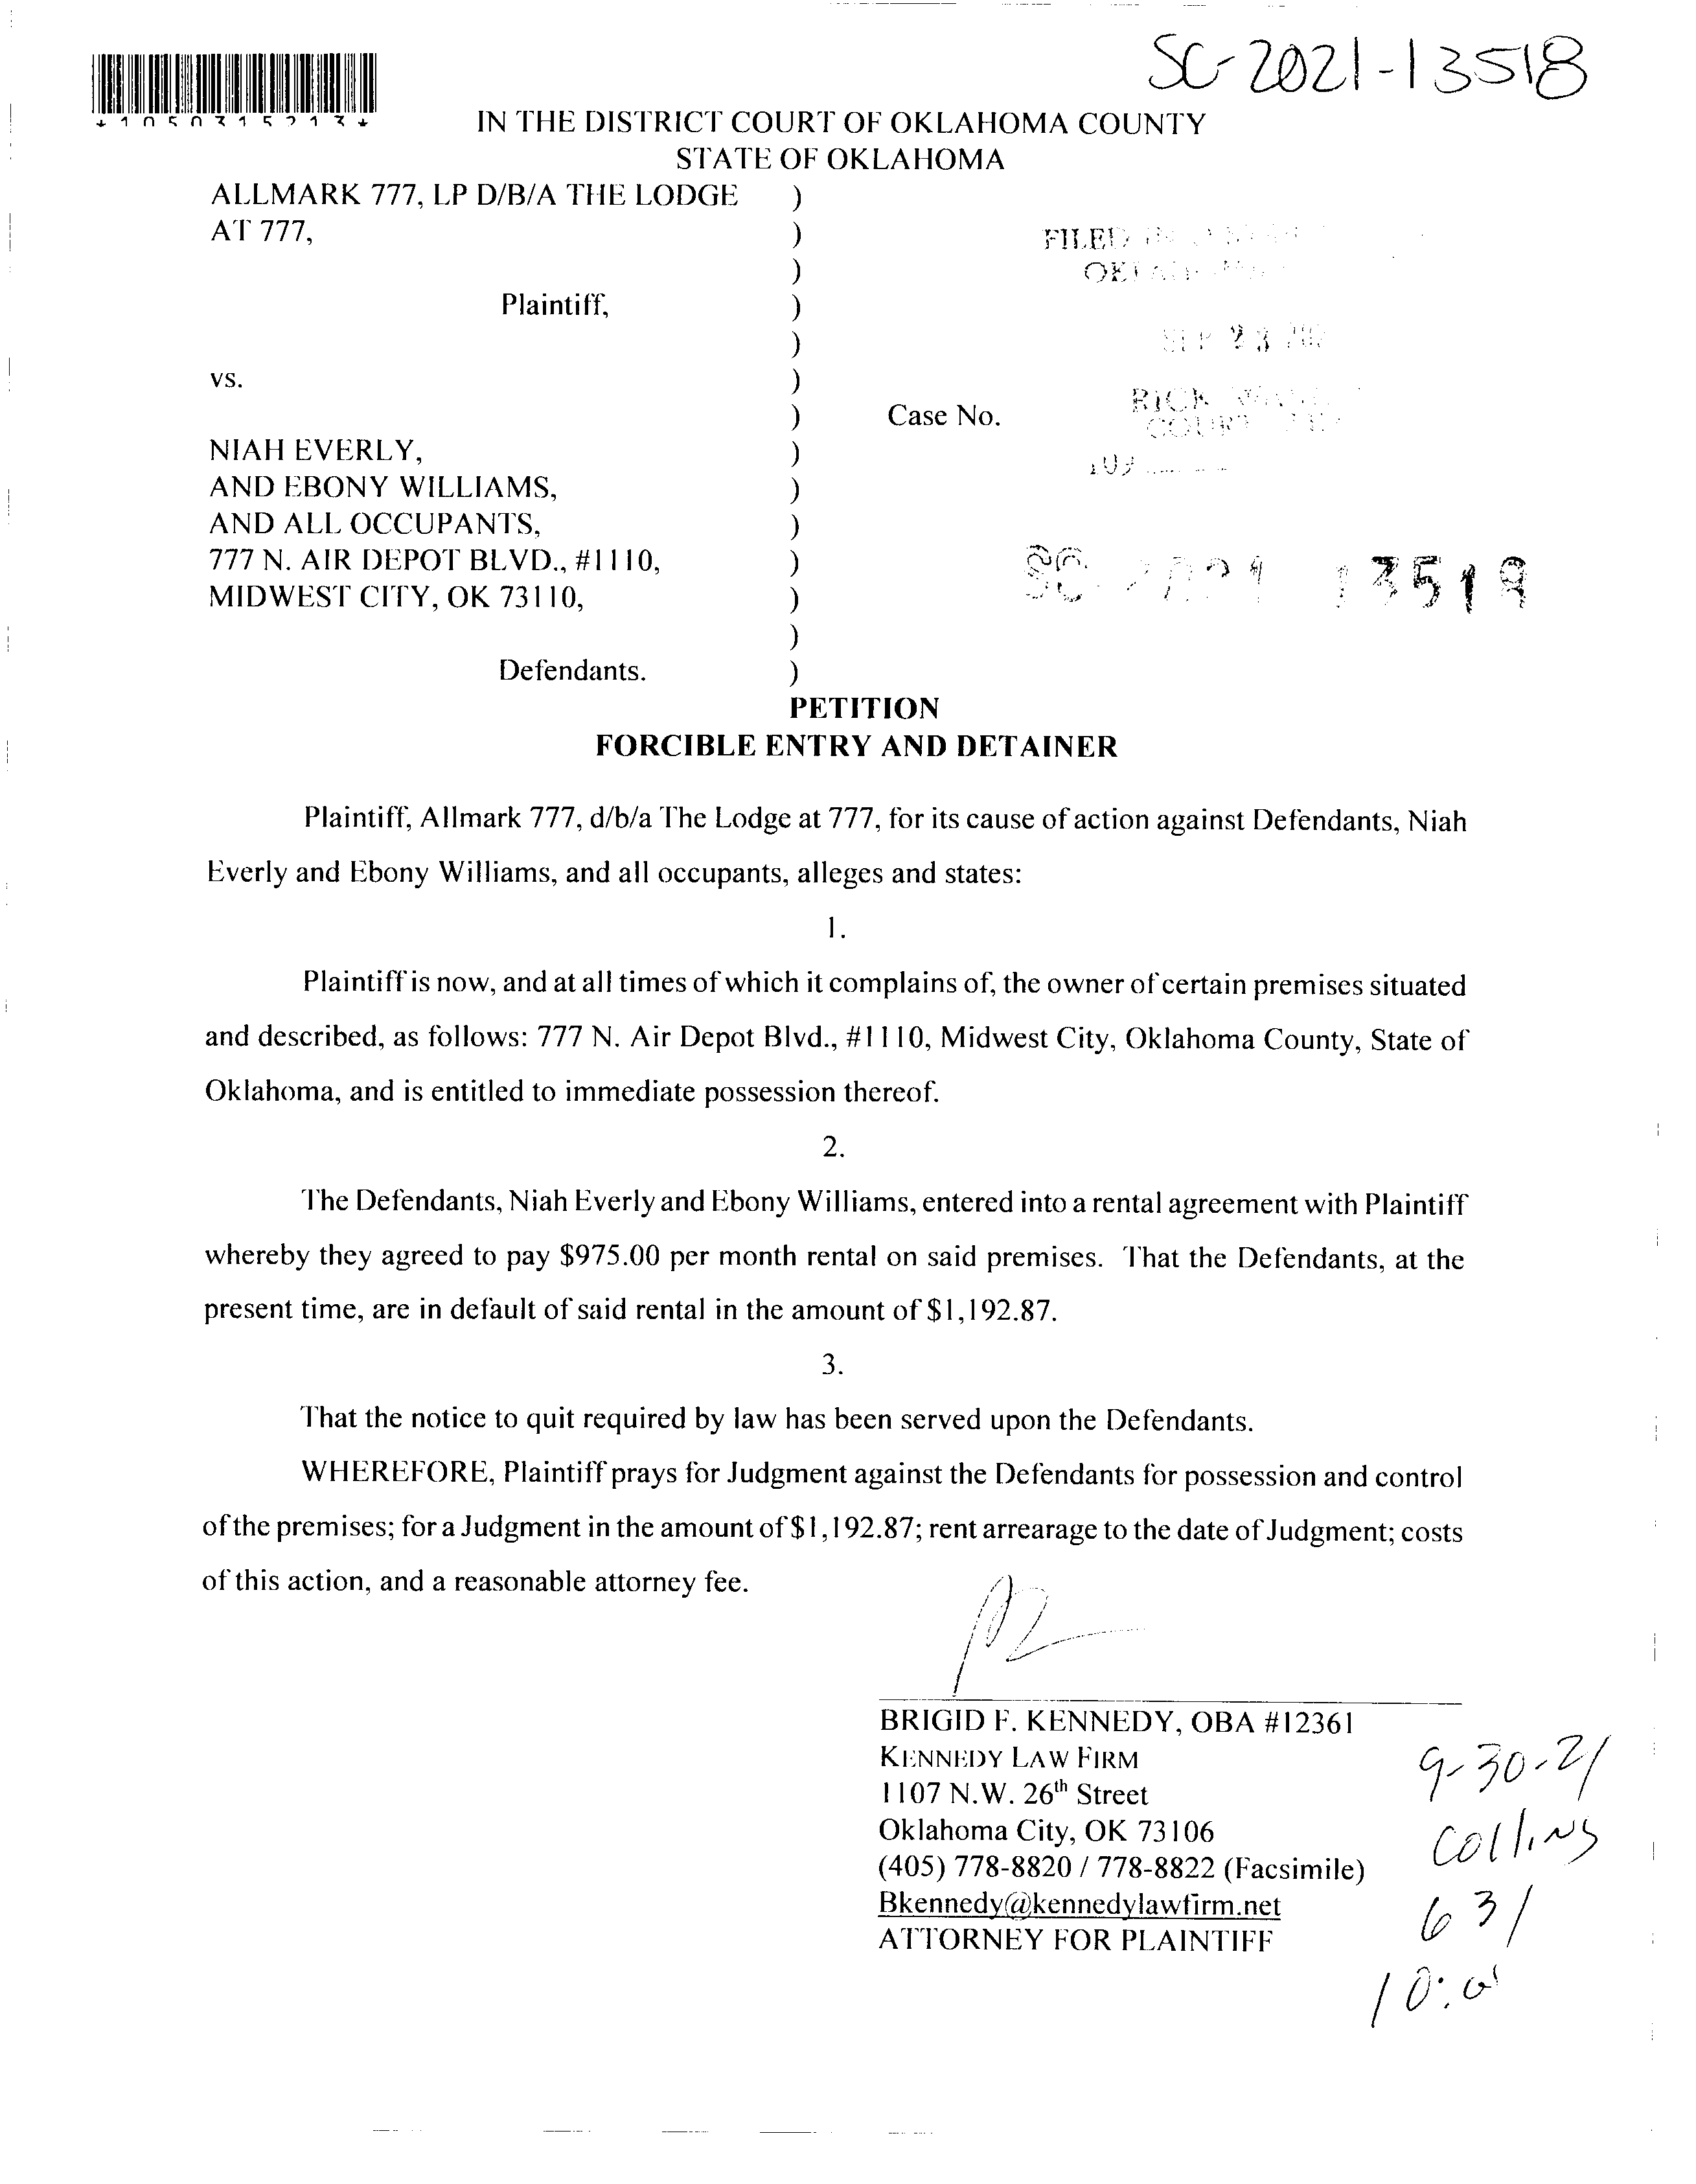 SC-2021-13518
*1050315213*
IN THE DISTRICT COURT OF OKLAHOMA COUNTY
STATE OF OKLAHOMA
ALLMARK 777, LP D/B/A THE LODGE )
AT 777, )
)
Plaintiff, )
)
vs. )
) Case No.
NIAH EVERLY, )
AND EBONY WILLIAMS, )
AND ALL OCCUPANTS, )
777 N. AIR DEPOT BLVD., #1110, )
MIDWEST CITY, OK 73110, )
)
Defendants. )
FILED
SEP 23
RICK
COURT
SC 2021 13518
PETITION
FORCIBLE ENTRY AND DETAINER
Plaintiff, Allmark 777, d/b/a The Lodge at 777, for its cause of action against Defendants, Niah
Everly and Ebony Williams, and all occupants, alleges and states:
1.
Plaintiff is now, and at all times of which it complains of, the owner of certain premises situated
and described, as follows: 777 N. Air Depot Blvd., #1110, Midwest City, Oklahoma County, State of
Oklahoma, and is entitled to immediate possession thereof.
2.
The Defendants, Niah Everly and Ebony Williams, entered into a rental agreement with Plaintiff
whereby they agreed to pay $975.00 per month rental on said premises. That the Defendants, at the
present time, are in default of said rental in the amount of $1,192.87.
3.
That the notice to quit required by law has been served upon the Defendants.
WHEREFORE, Plaintiff prays for Judgment against the Defendants for possession and control
of the premises; for a Judgment in the amount of $1,192.87; rent arrearage to the date of Judgment; costs
of this action, and a reasonable attorney fee.
BRIGID F. KENNEDY, OBA #12361
KENNEDY LAW FIRM
1107 N.W. 26th Street
Oklahoma City, OK 73106
(405) 778-8820 / 778-8822 (Facsimile)
Bkennedy@kennedylawfirm.net
ATTORNEY FOR PLAINTIFF
9-30-21
Collins
631